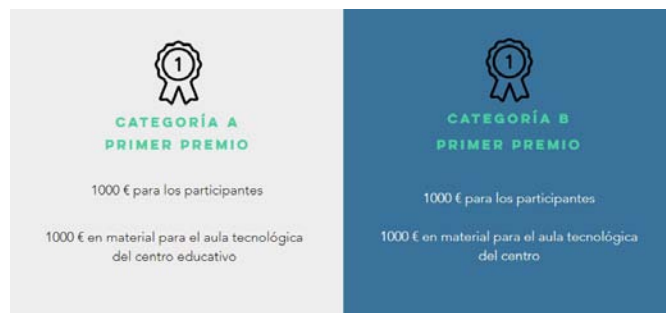 1
CATEGORÍA A
PRIMER PREMIO
1000 € para los participantes
1000 € en material para el aula tecnológica
del centro educativo
1
CATEGORÍA B
PRIMER PREMIO
1000 € para los participantes
1000 € en material para el aula tecnológica
del centro